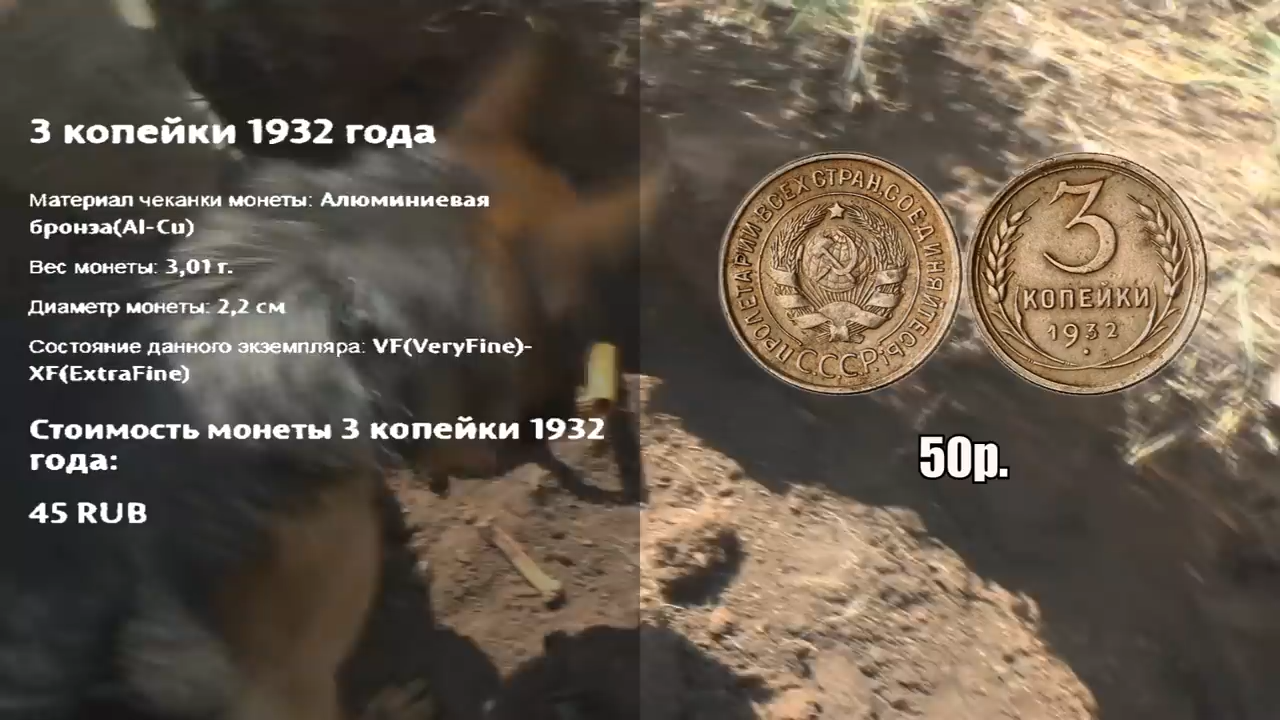 3 копейки 1932 года
Материал чеканки монеты: Алюминиевая
бронза(Al-Cu)
Вес монеты: 3,01 г.
Диаметр монеты: 2,2 см
Состояние данного экземпляра: VF(VeryFine)-
XF(ExtraFine)
Стоимость монеты 3 копейки 1932
года:
45 RUB
ПРОЛЕТАРИИ ВСЕХ СТРАН, СОЕДИНЯЙТЕСЬ!
С.С.С.Р.
3
КОПЕЙКИ
1932
50р.